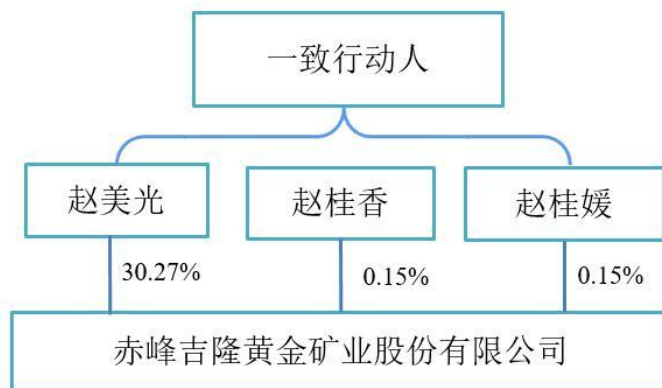 一致行动人
赵美光
赵桂香
赵桂媛
30.27%
0.15%
0.15%
赤峰吉隆黄金矿业股份有限公司